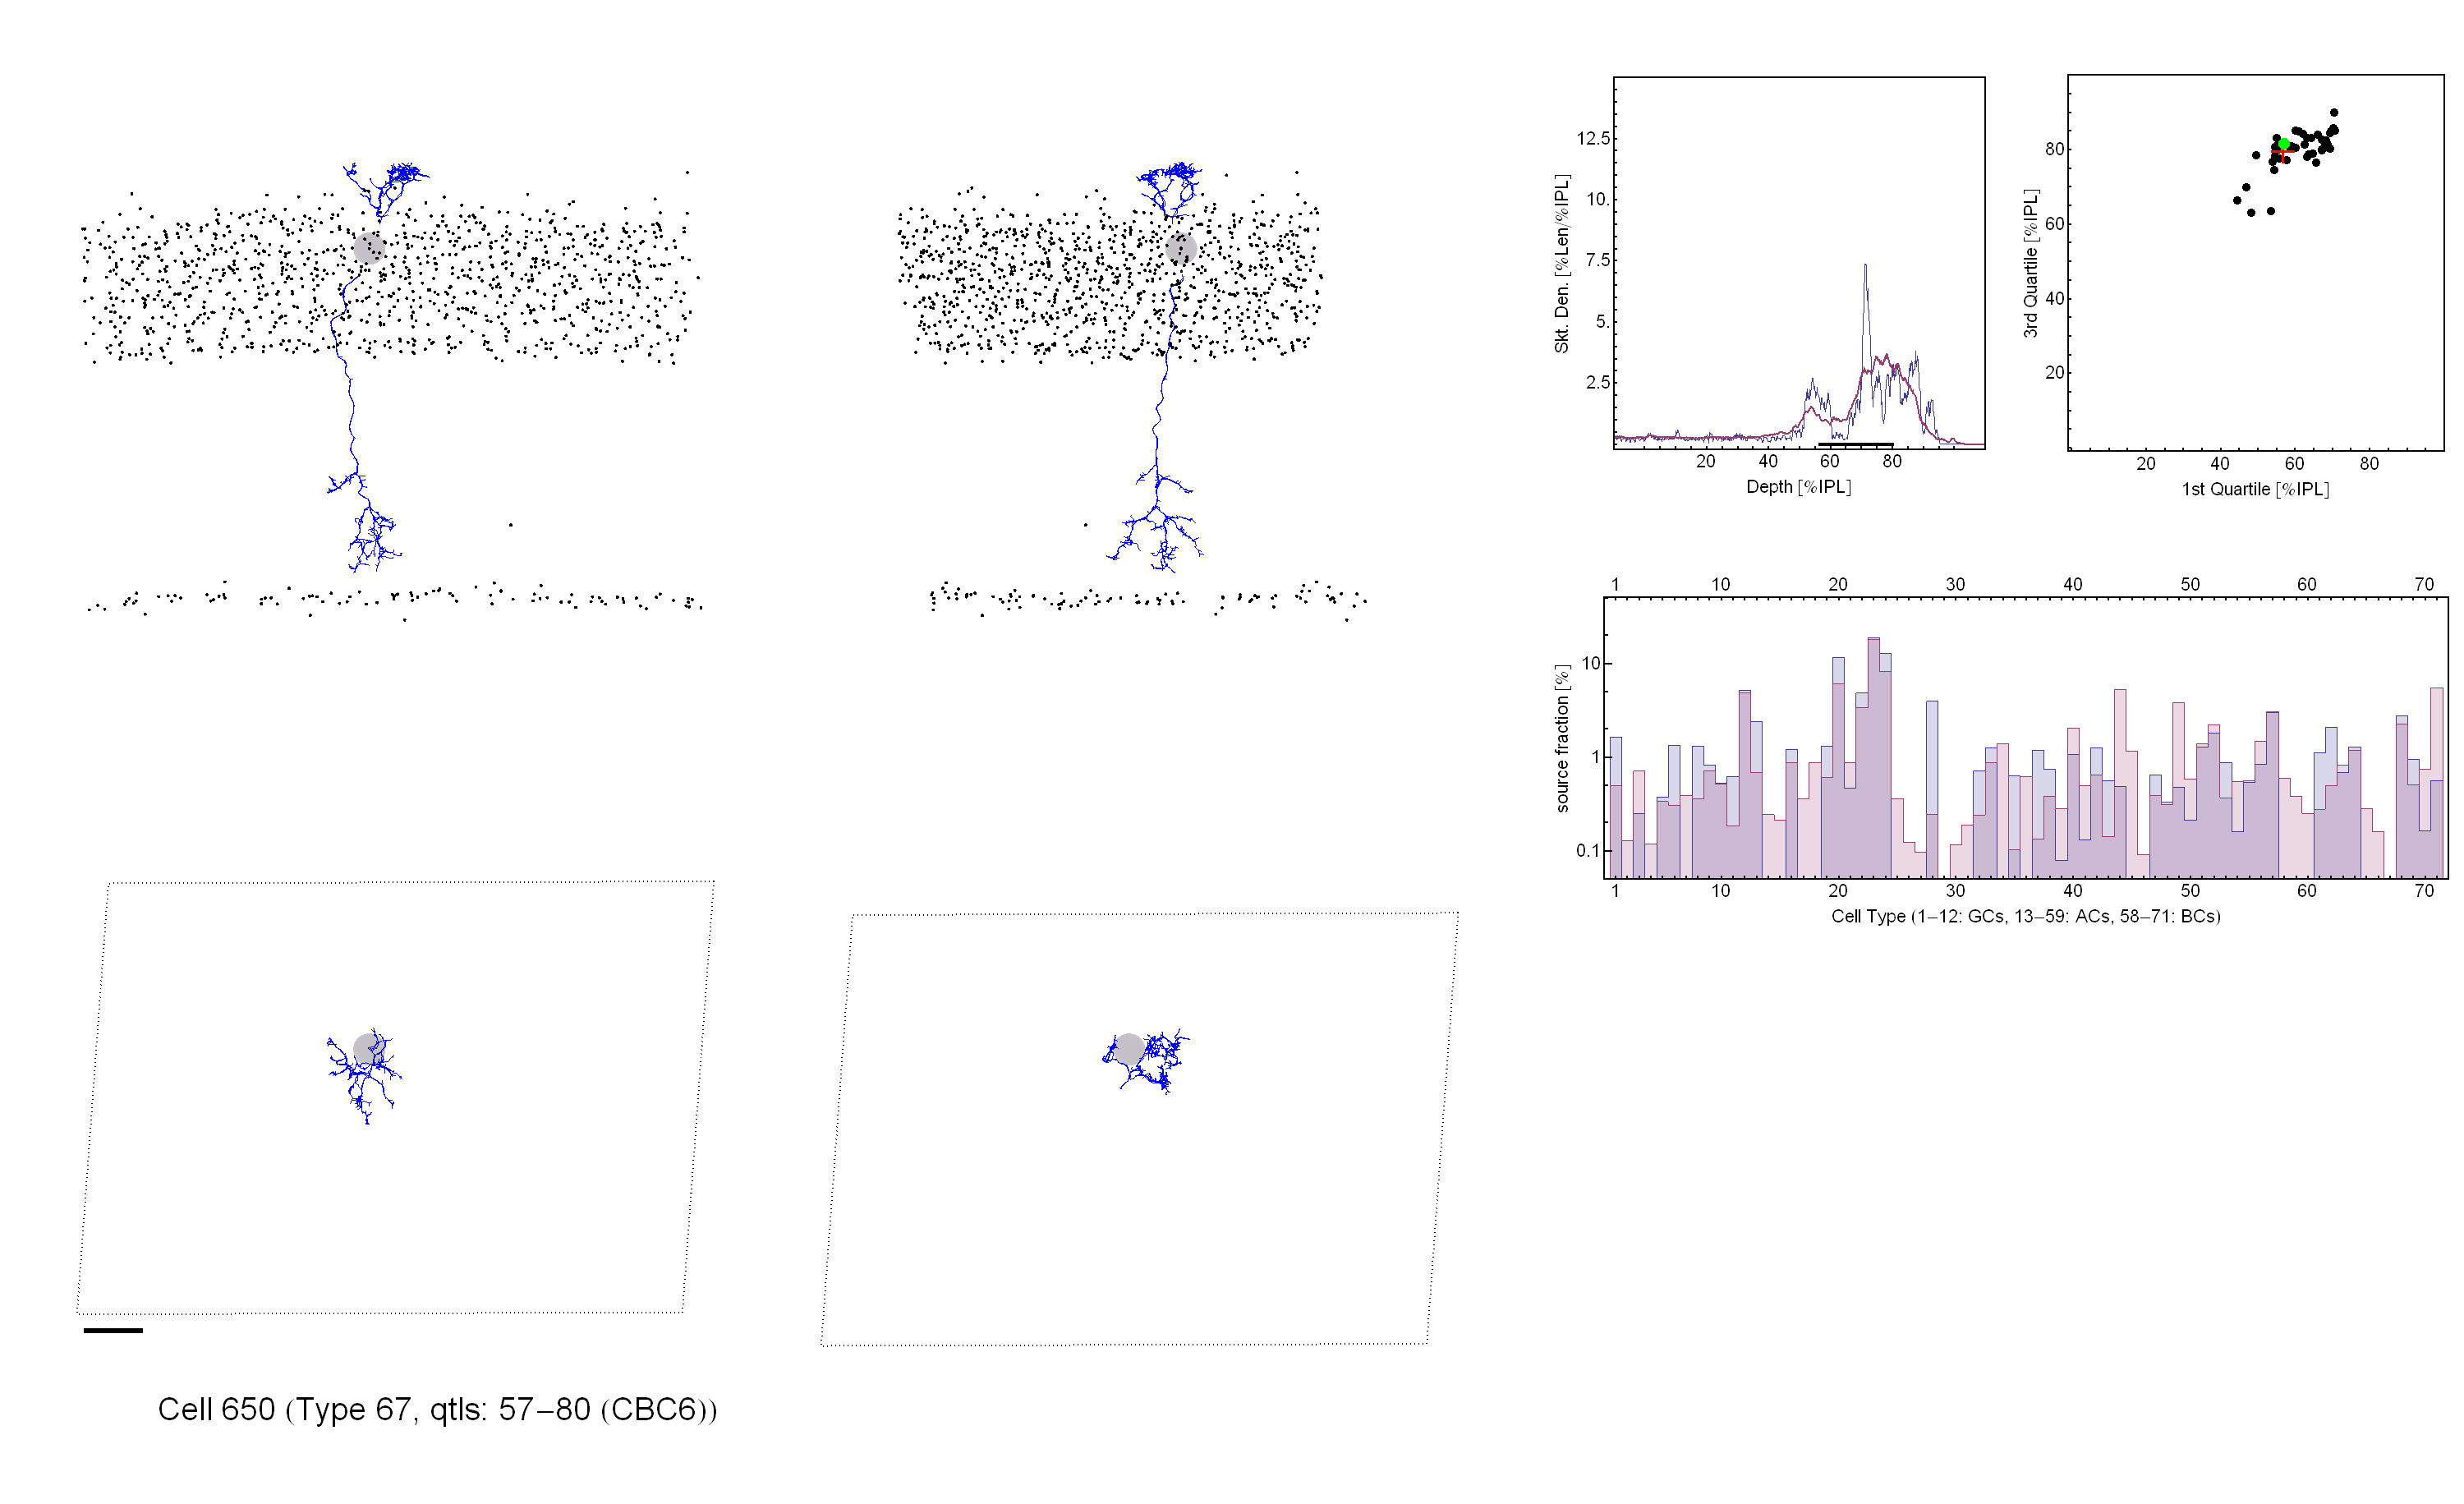 12.5
10.
7.5
5.
2.5
Skt. Den. [%Len/%IPL]
20 40 60 80
Depth [%IPL]
80
60
40
20
3rd Quartile [%IPL]
20 40 60 80
1st Quartile [%IPL]
1 10 20 30 40 50 60 70
10
1
0.1
source fraction [%]
1 10 20 30 40 50 60 70
Cell Type (1–12: GCs, 13–59: ACs, 58–71: BCs)
Cell 650 (Type 67, qtls: 57–80 (CBC6))